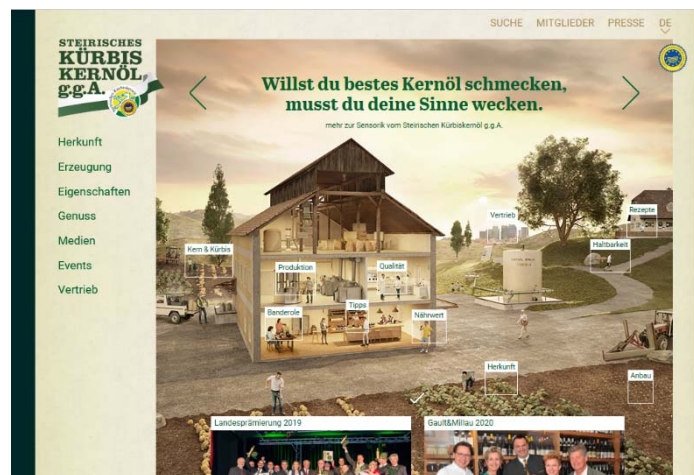 SUCHE MITGLIEDER PRESSE DE
STEIRISCHES
KÜRBIS
KERNÖL
g.g.A.
Herkunft
Erzeugung
Eigenschaften
Genuss
Medien
Events
Vertrieb
Willst du bestes Kernöl schmecken,
musst du deine Sinne wecken.
mehr zur Sensorik vom Steirischen Kürbiskernöl g.g.A.
Rezepte
Vertrieb
Haltbarkeit
Kern & Kürbis
Produktion
Qualität
Tipps
Banderole
Nährwert
Herkunft
Anbau
Landesprämierung 2019
Gault&Millau 2020